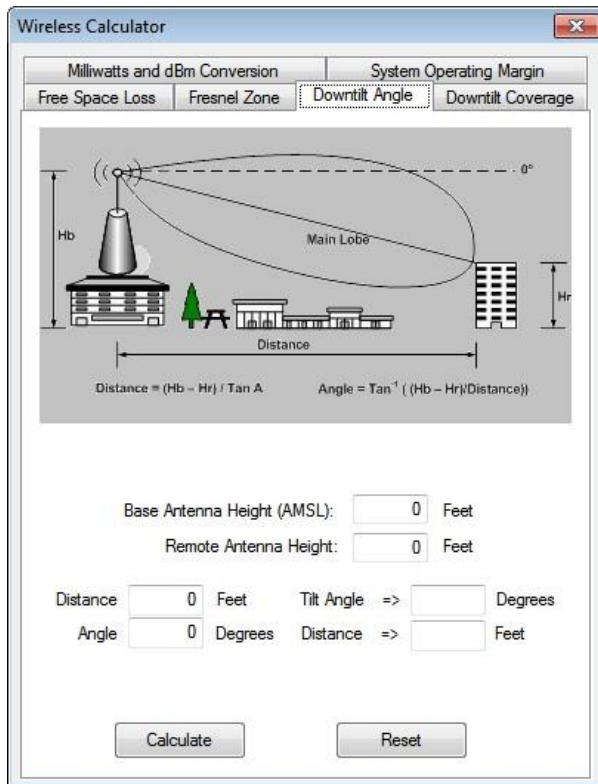 Wireless Calculator
Milliwatts and dBm Conversion
System Operating Margin
Free Space Loss
Fresnel Zone
Downtilt Angle
Downtilt Coverage
0°
Hb
Main Lobe
Hr
Distance
Distance = (Hb – Hr) / Tan A
Angle = Tan⁻¹ ( (Hb – Hr)/Distance))
Base Antenna Height (AMSL): 0 Feet
Remote Antenna Height: 0 Feet
Distance 0 Feet Tilt Angle => Degrees
Angle 0 Degrees Distance => Feet
Calculate
Reset